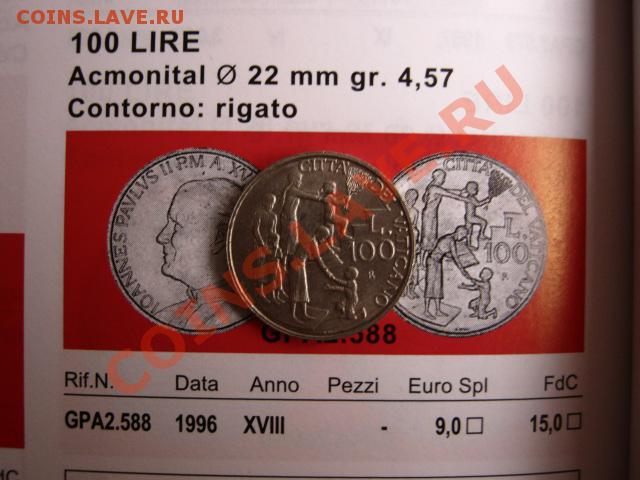 COINS.LAVE.RU
100 LIRE
Acmonital Ø 22 mm gr. 4,57
Contorno: rigato
IOANNES PAVLVS II P.M. A. XV
CITTA' DEL VATICANO
L. 100
R
CITTA' DEL VATICANO
L. 100
R
GPA2.588
COINS.LAVE.RU
Rif.N. Data Anno Pezzi Euro Spl FdC
GPA2.588 1996 XVIII - 9,0 □ 15,0 □